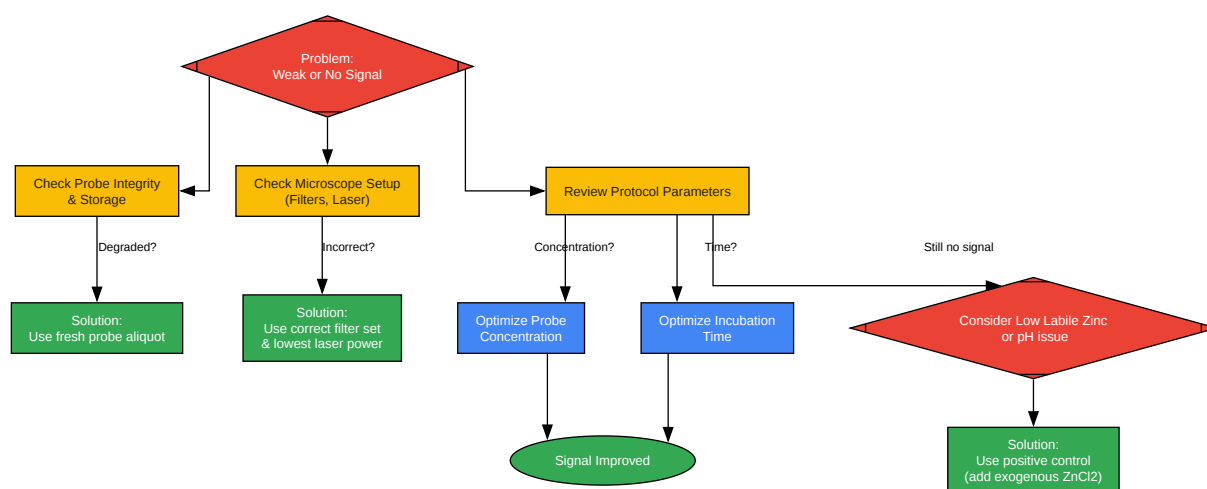 Problem:
Weak or No Signal
Check Probe Integrity
& Storage
Check Microscope Setup
(Filters, Laser)
Review Protocol Parameters
Degraded?
Incorrect?
Concentration?
Time?
Still no signal
Solution:
Use fresh probe aliquot
Solution:
Use correct filter set
& lowest laser power
Optimize Probe
Concentration
Optimize Incubation
Time
Consider Low Labile Zinc
or pH issue
Signal Improved
Solution:
Use positive control
(add exogenous ZnCl2)